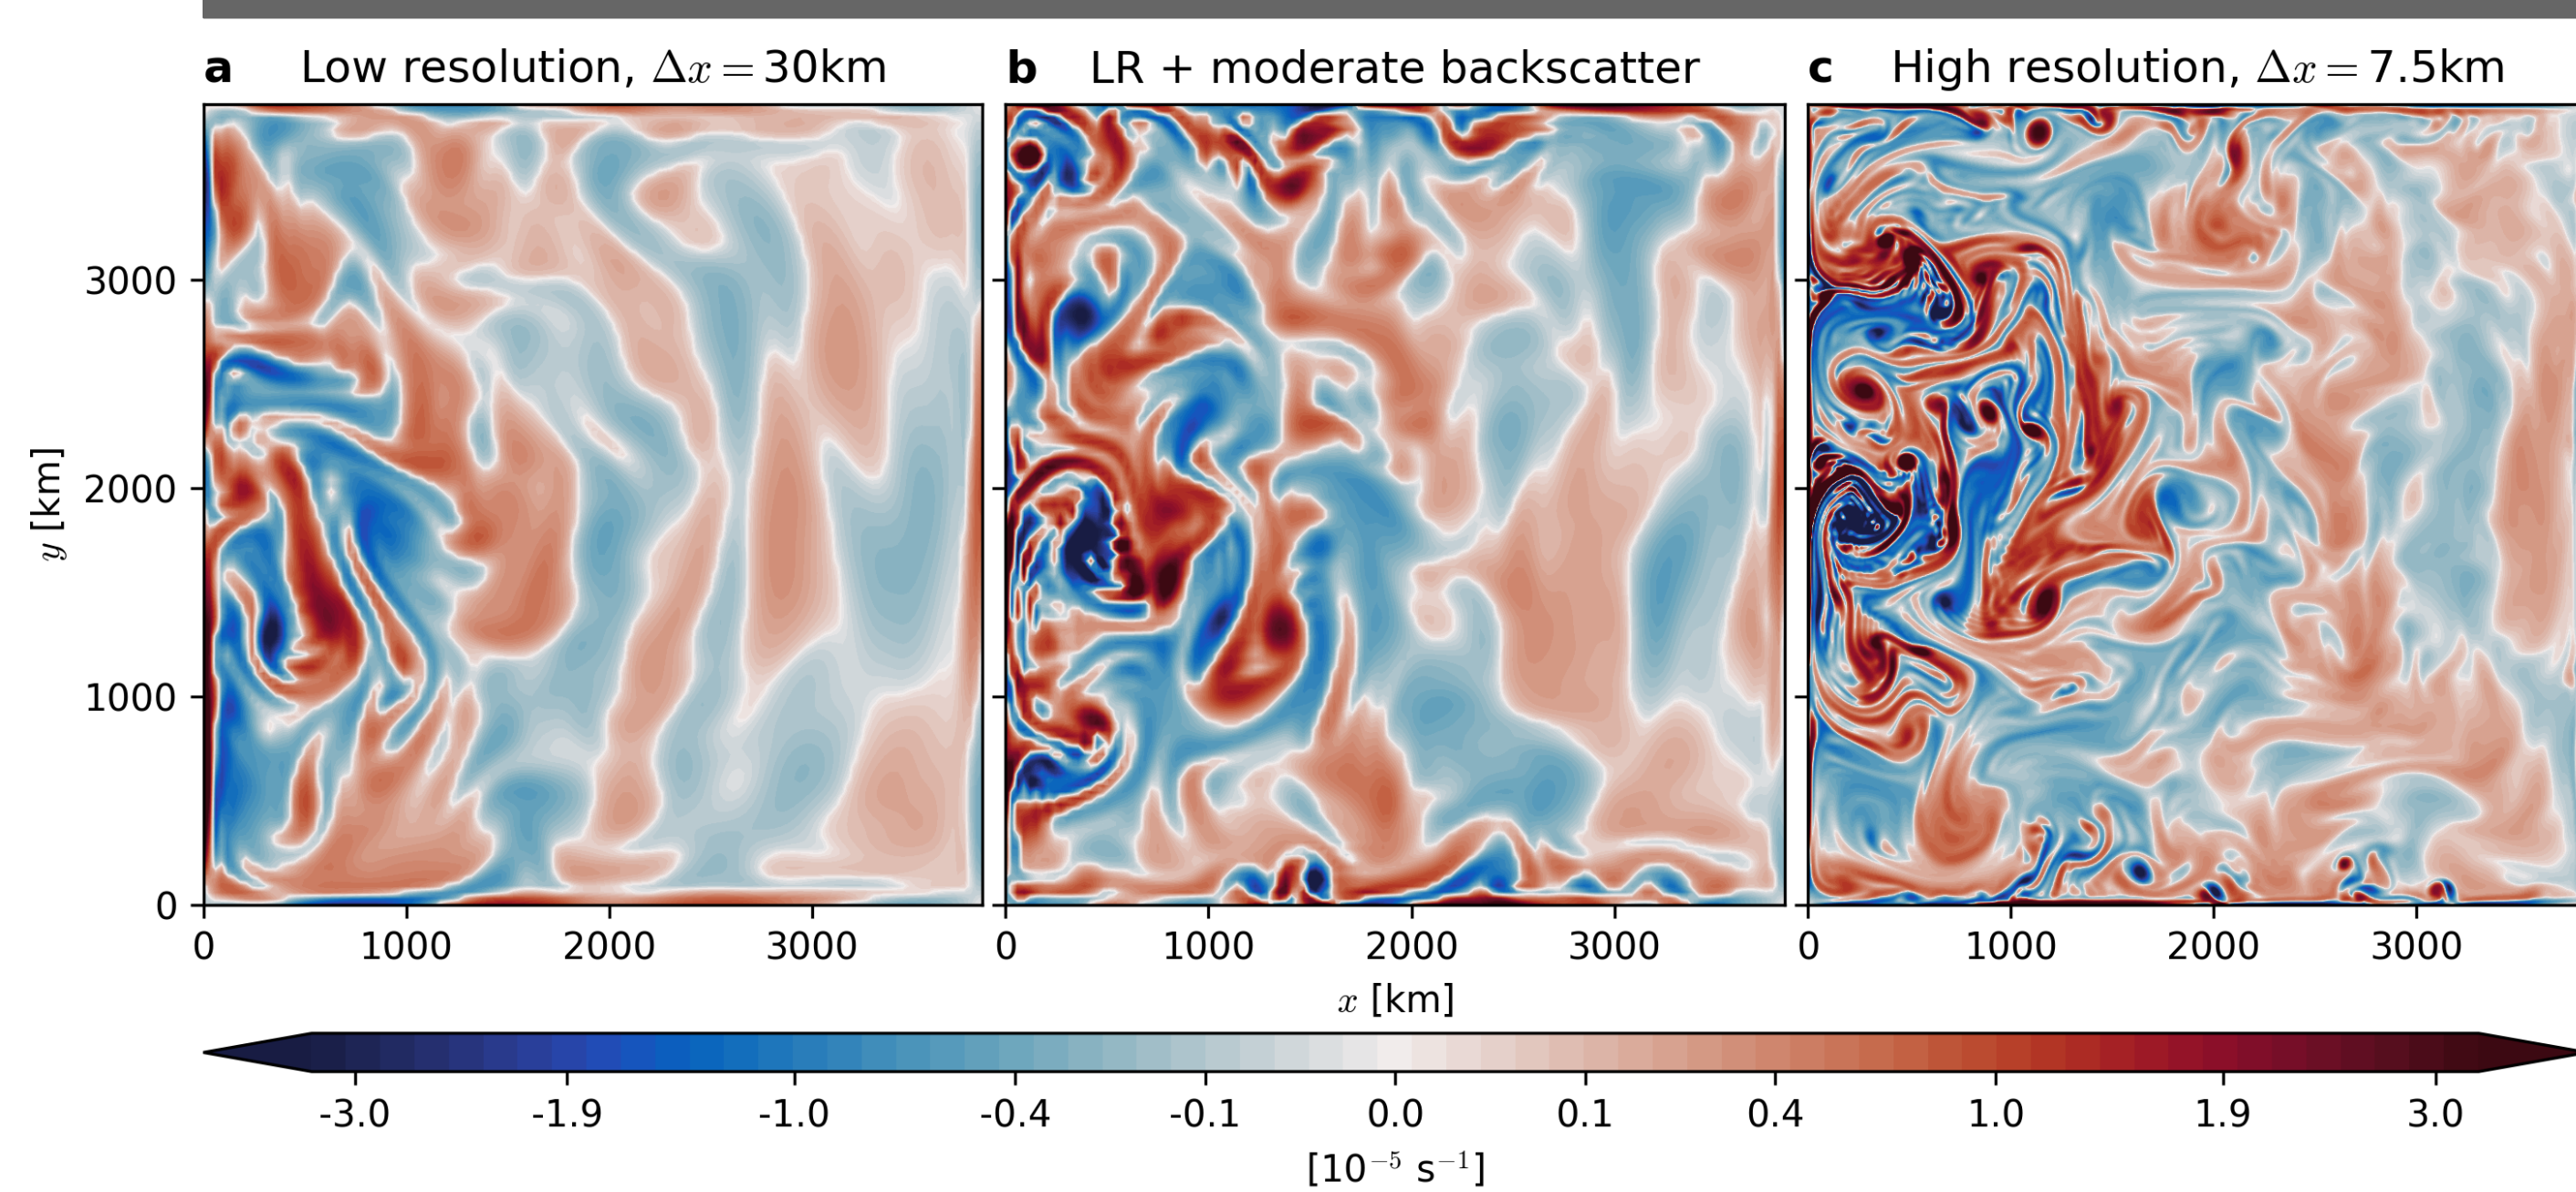 a Low resolution, Δx = 30km
b LR + moderate backscatter
c High resolution, Δx = 7.5km
y [km]
3000
2000
1000
0
0 1000 2000 3000
0 1000 2000 3000
0 1000 2000 3000
x [km]
-3.0 -1.9 -1.0 -0.4 -0.1 0.0 0.1 0.4 1.0 1.9 3.0
[10⁻⁵ s⁻¹]